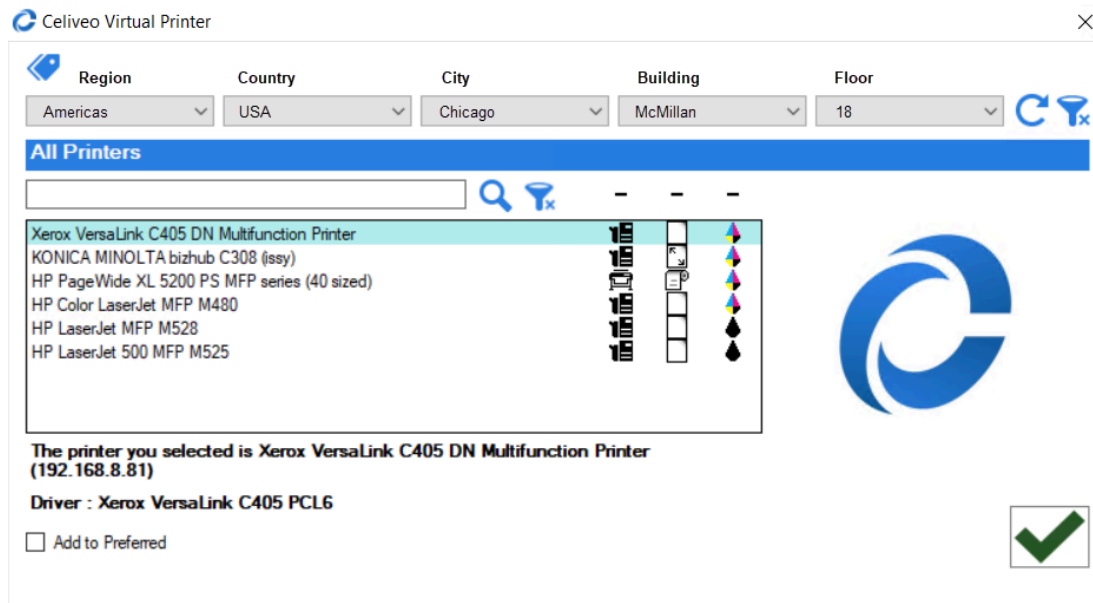 Celiveo Virtual Printer
Region Country City Building Floor
Americas USA Chicago McMillan 18
All Printers
Xerox VersaLink C405 DN Multifunction Printer
KONICA MINOLTA bizhub C308 (issy)
HP PageWide XL 5200 PS MFP series (40 sized)
HP Color LaserJet MFP M480
HP LaserJet MFP M528
HP LaserJet 500 MFP M525
The printer you selected is Xerox VersaLink C405 DN Multifunction Printer
(192.168.8.81)
Driver : Xerox VersaLink C405 PCL6
Add to Preferred